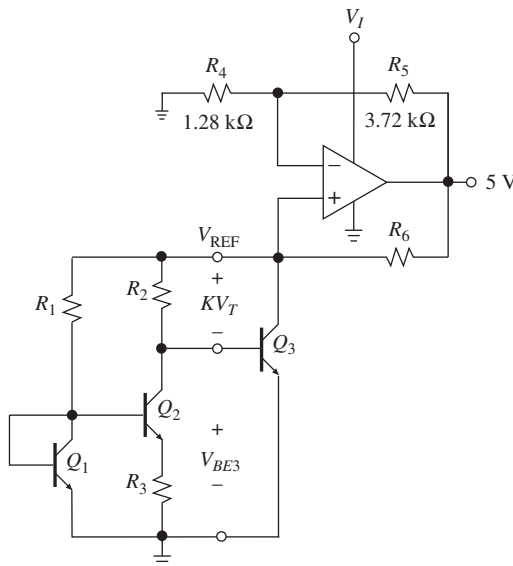 V_I
R_4
R_5
1.28 kΩ
3.72 kΩ
−
+
5 V
R_6
V_REF
R_1
R_2
+
KV_T
−
Q_3
Q_2
+
Q_1
V_BE3
R_3
−